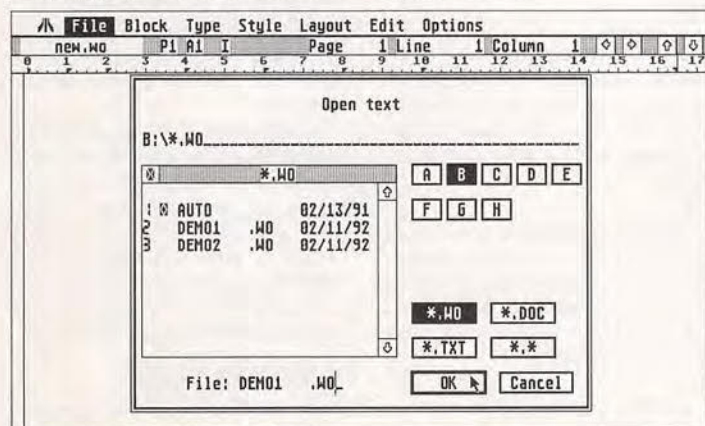 File Block Type Style Layout Edit Options
new.wo P1 A1 I Page 1 Line 1 Column 1
0 1 2 3 4 5 6 7 8 9 10 11 12 13 14 15 16 17
Open text
B:\*.WO
*.WO
A B C D E
F G H
1 AUTO 02/13/91
2 DEMO1 .WO 02/11/92
3 DEMO2 .WO 02/11/92
*.WO *.DOC
*.TXT *.*
File: DEMO1 .WO
OK Cancel